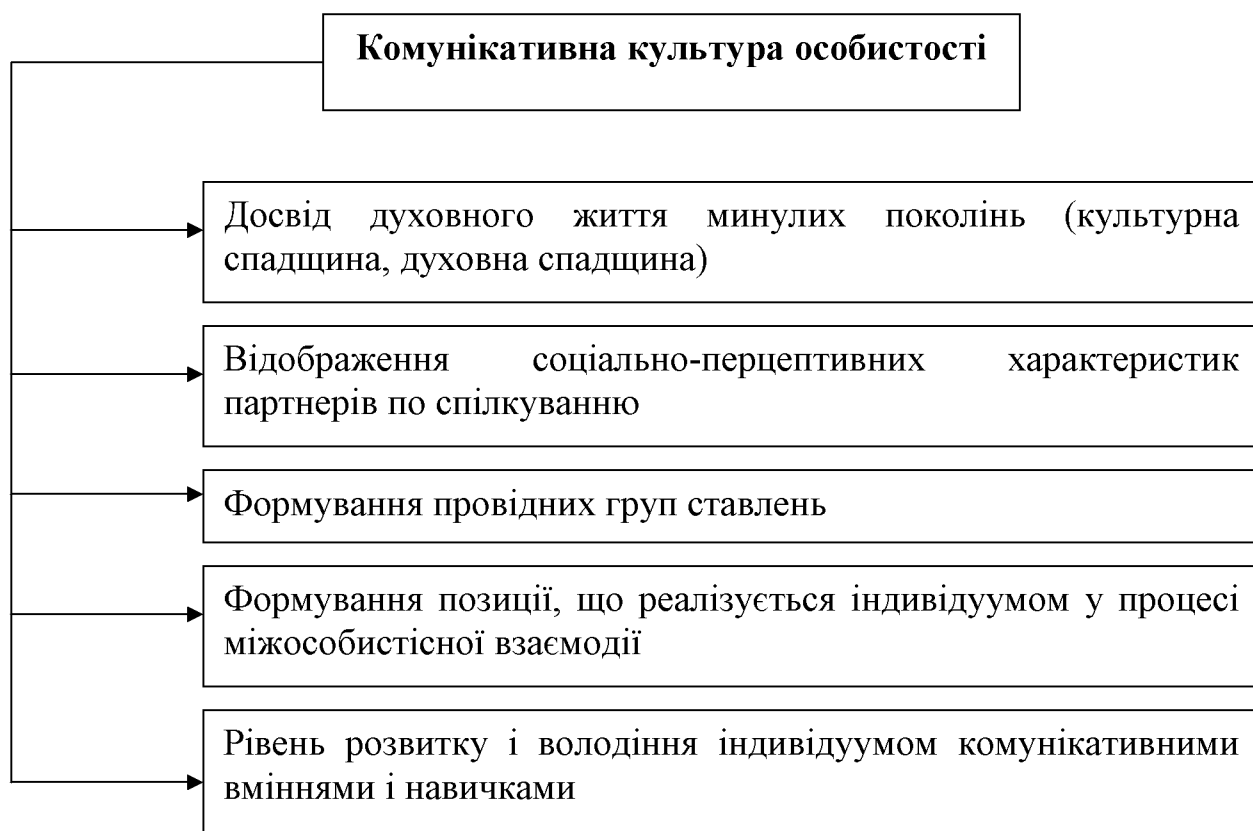 Комунікативна культура особистості
Досвід духовного життя минулих поколінь (культурна
спадщина, духовна спадщина)
Відображення соціально-перцептивних характеристик
партнерів по спілкуванню
Формування провідних груп ставлень
Формування позиції, що реалізується індивідуумом у процесі
міжособистісної взаємодії
Рівень розвитку і володіння індивідуумом комунікативними
вміннями і навичками